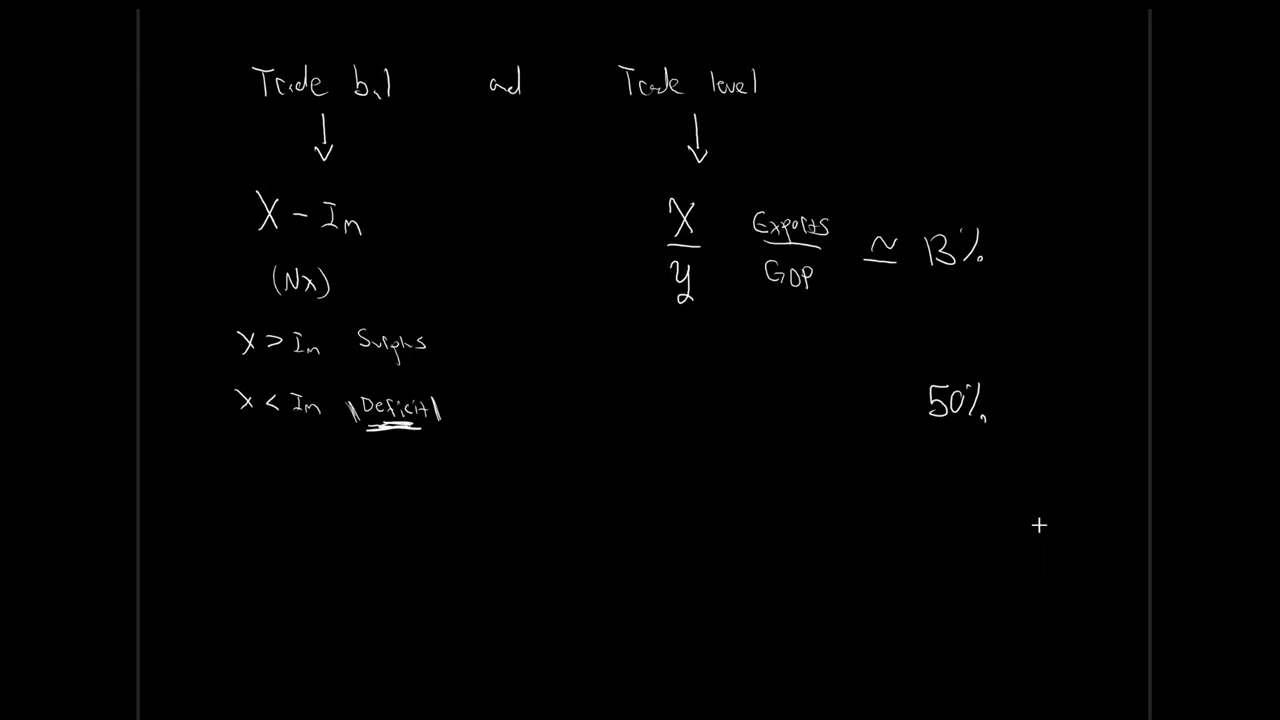 Trade bal and Trade level
X - Im
(Nx)
X > Im Surplus
X < Im Deficit
X Exports
Y GDP
≃ 13%
50%